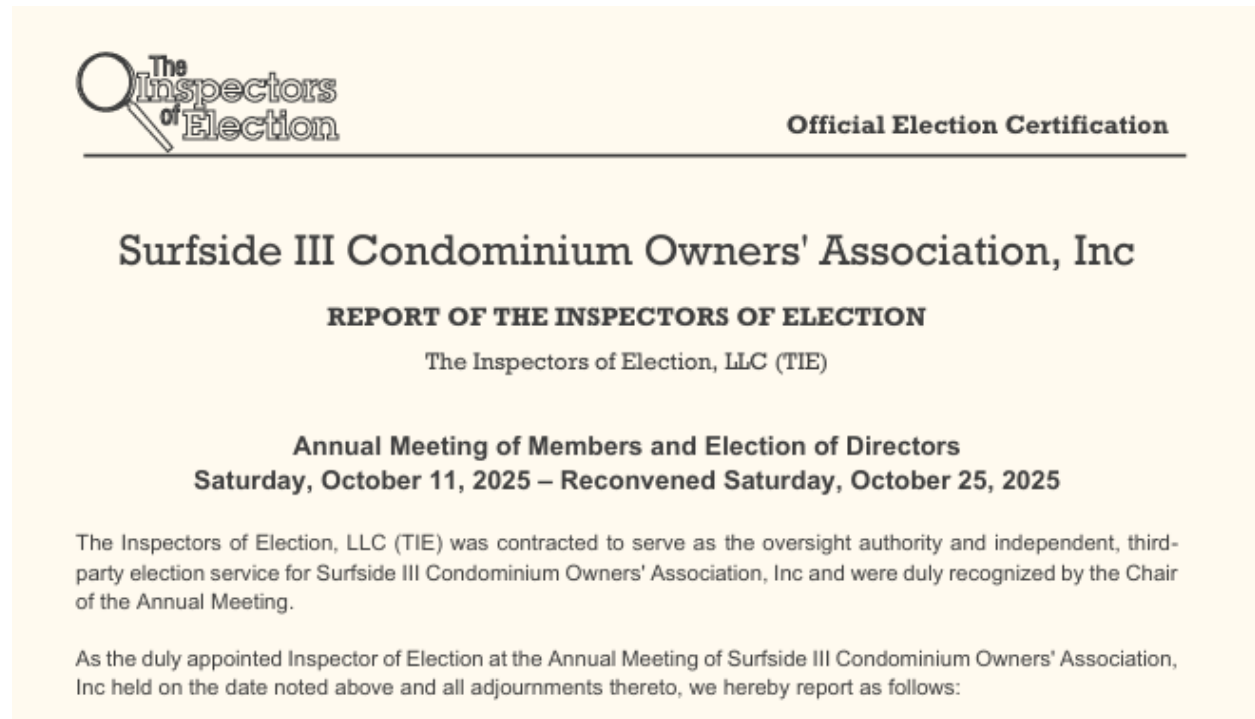 The
Inspectors
of Election
Official Election Certification
Surfside III Condominium Owners' Association, Inc
REPORT OF THE INSPECTORS OF ELECTION
The Inspectors of Election, LLC (TIE)
Annual Meeting of Members and Election of Directors
Saturday, October 11, 2025 – Reconvened Saturday, October 25, 2025
The Inspectors of Election, LLC (TIE) was contracted to serve as the oversight authority and independent, third-
party election service for Surfside III Condominium Owners' Association, Inc and were duly recognized by the Chair
of the Annual Meeting.
As the duly appointed Inspector of Election at the Annual Meeting of Surfside III Condominium Owners' Association,
Inc held on the date noted above and all adjournments thereto, we hereby report as follows: